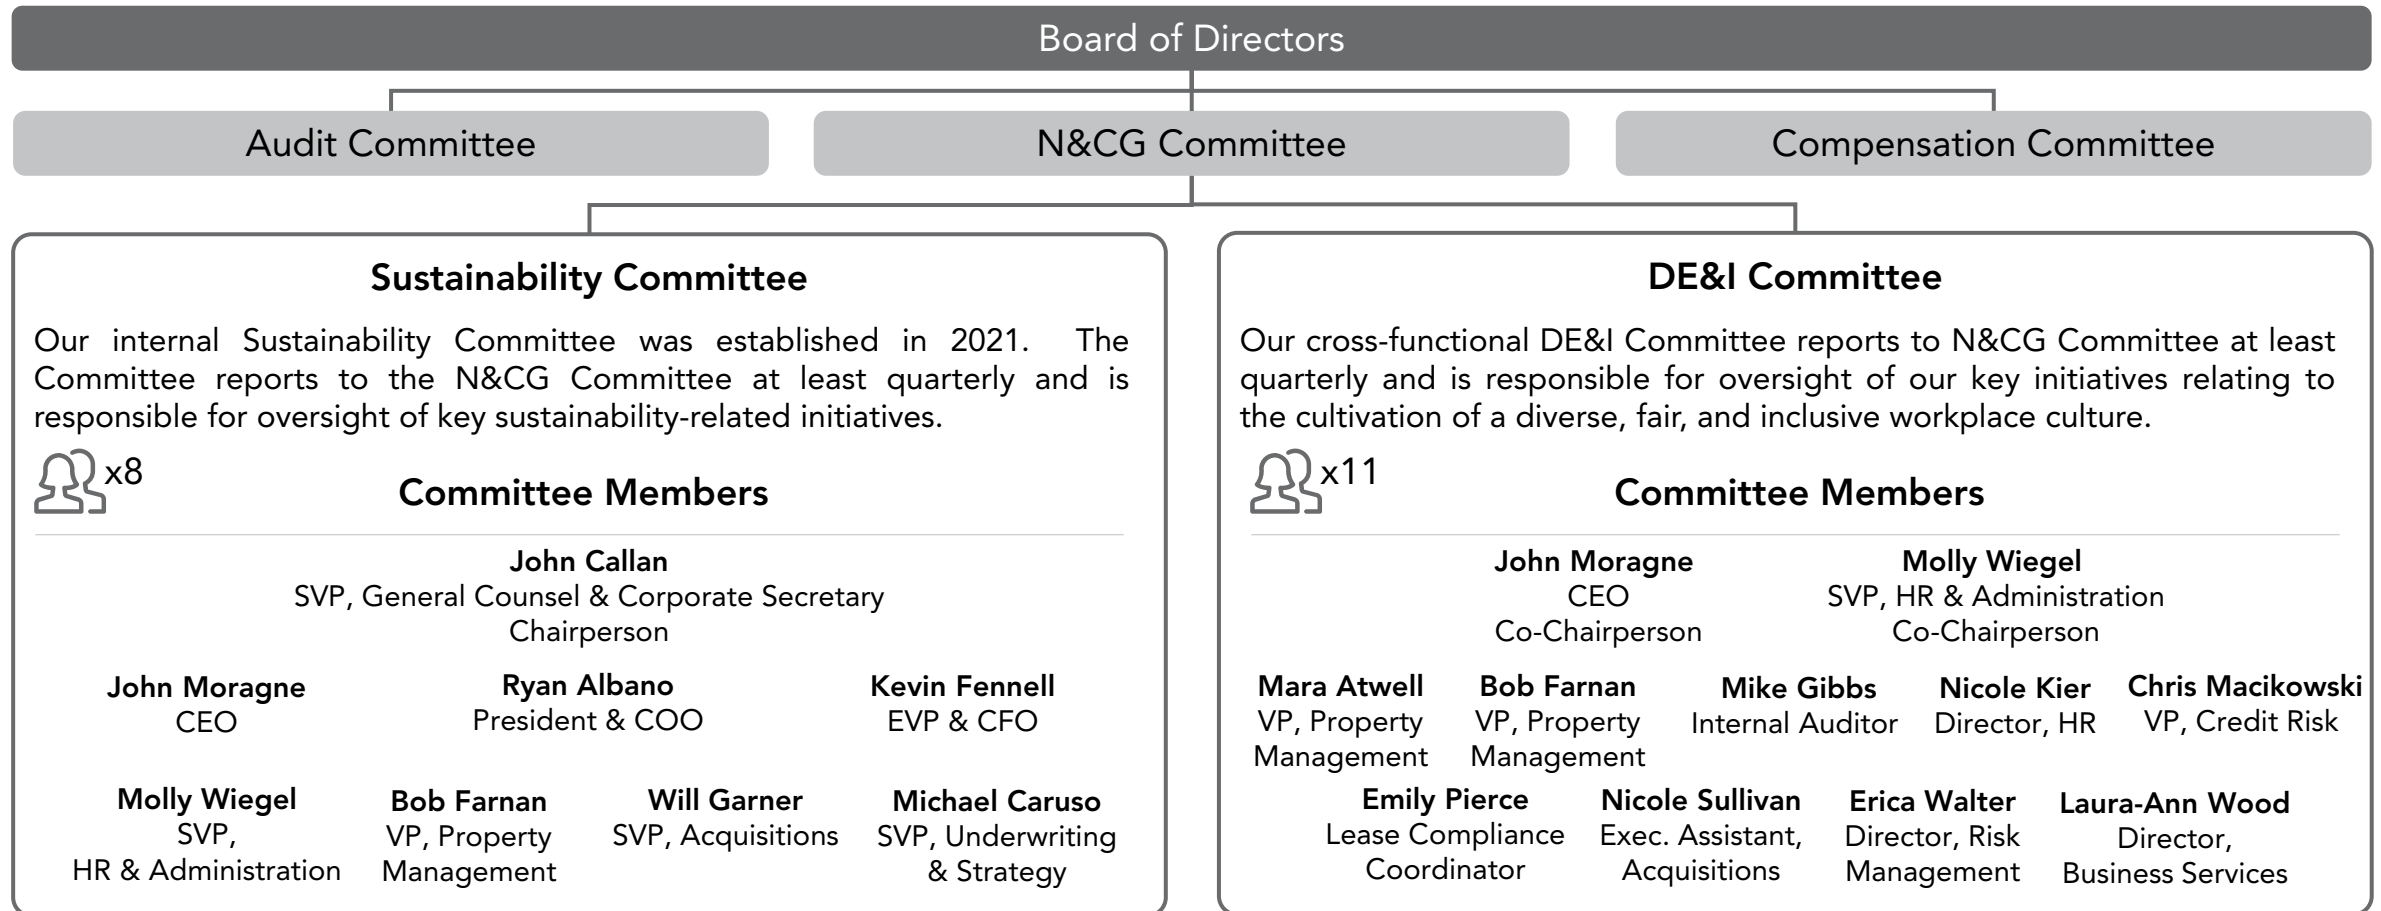 Board of Directors
Audit Committee
N&CG Committee
Compensation Committee
Sustainability Committee
Our internal Sustainability Committee was established in 2021. The
Committee reports to the N&CG Committee at least quarterly and is
responsible for oversight of key sustainability-related initiatives.
x8
Committee Members
John Callan
SVP, General Counsel & Corporate Secretary
Chairperson
John Moragne
CEO
Ryan Albano
President & COO
Kevin Fennell
EVP & CFO
Molly Wiegel
SVP,
HR & Administration
Bob Farnan
VP, Property
Management
Will Garner
SVP, Acquisitions
Michael Caruso
SVP, Underwriting
& Strategy
DE&I Committee
Our cross-functional DE&I Committee reports to N&CG Committee at least
quarterly and is responsible for oversight of our key initiatives relating to
the cultivation of a diverse, fair, and inclusive workplace culture.
x11
Committee Members
John Moragne
CEO
Co-Chairperson
Molly Wiegel
SVP, HR & Administration
Co-Chairperson
Mara Atwell
VP, Property
Management
Bob Farnan
VP, Property
Management
Mike Gibbs
Internal Auditor
Nicole Kier
Director, HR
Chris Macikowski
VP, Credit Risk
Emily Pierce
Lease Compliance
Coordinator
Nicole Sullivan
Exec. Assistant,
Acquisitions
Erica Walter
Director, Risk
Management
Laura-Ann Wood
Director,
Business Services